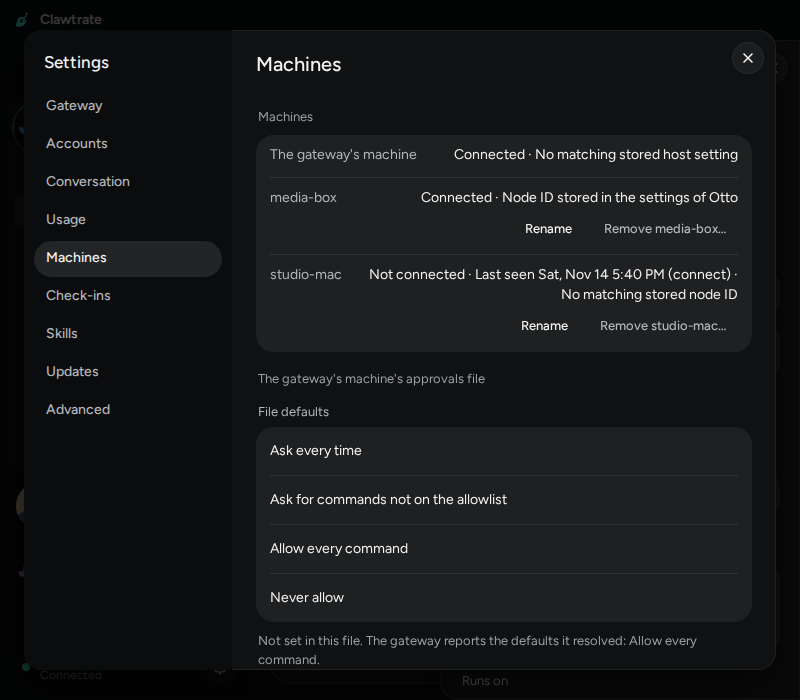 Clawtrate
Settings
Gateway
Accounts
Conversation
Usage
Machines
Check-ins
Skills
Updates
Advanced
Machines
Machines
The gateway's machine
Connected · No matching stored host setting
media-box
Connected · Node ID stored in the settings of Otto
Rename
Remove media-box...
studio-mac
Not connected · Last seen Sat, Nov 14 5:40 PM (connect) ·
No matching stored node ID
Rename
Remove studio-mac...
The gateway's machine's approvals file
File defaults
Ask every time
Ask for commands not on the allowlist
Allow every command
Never allow
Not set in this file. The gateway reports the defaults it resolved: Allow every
command.
Connected
Runs on